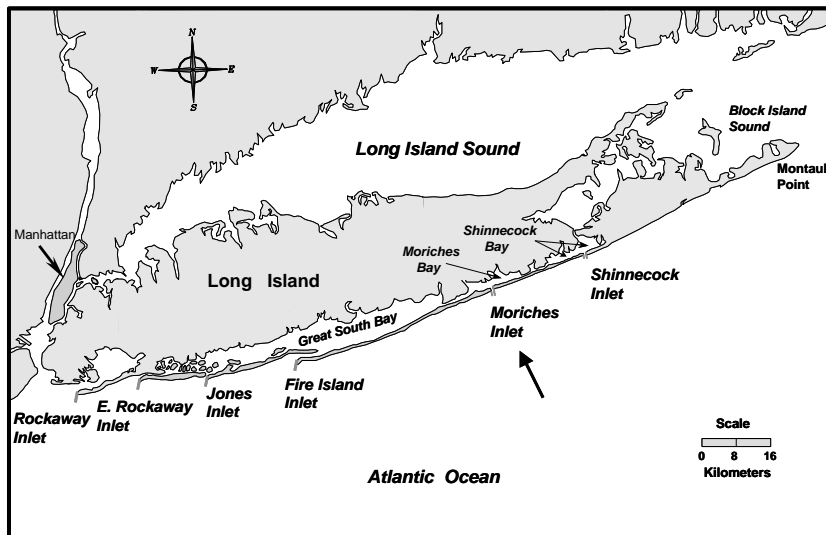 N
W
E
S
Block Island
Sound
Long Island Sound
Montauk
Point
Shinnecock
Bay
Manhattan
Moriches
Bay
Long Island
Shinnecock
Inlet
Moriches
Inlet
Great South Bay
Fire Island
Inlet
Jones
Inlet
E. Rockaway
Inlet
Rockaway
Inlet
Scale
0 8 16
Kilometers
Atlantic Ocean